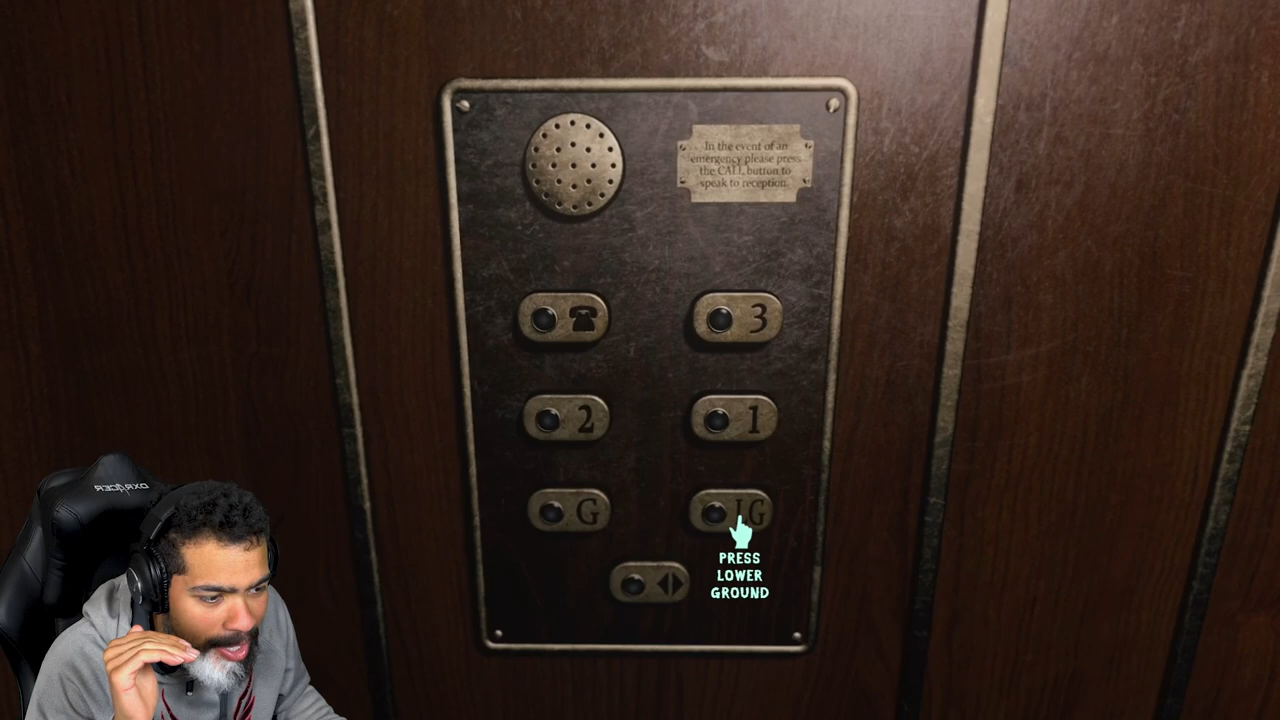 In the event of an
emergency please press
the CALL button to
speak to reception.
3
2
1
G
LG
PRESS
LOWER
GROUND
DXRACER